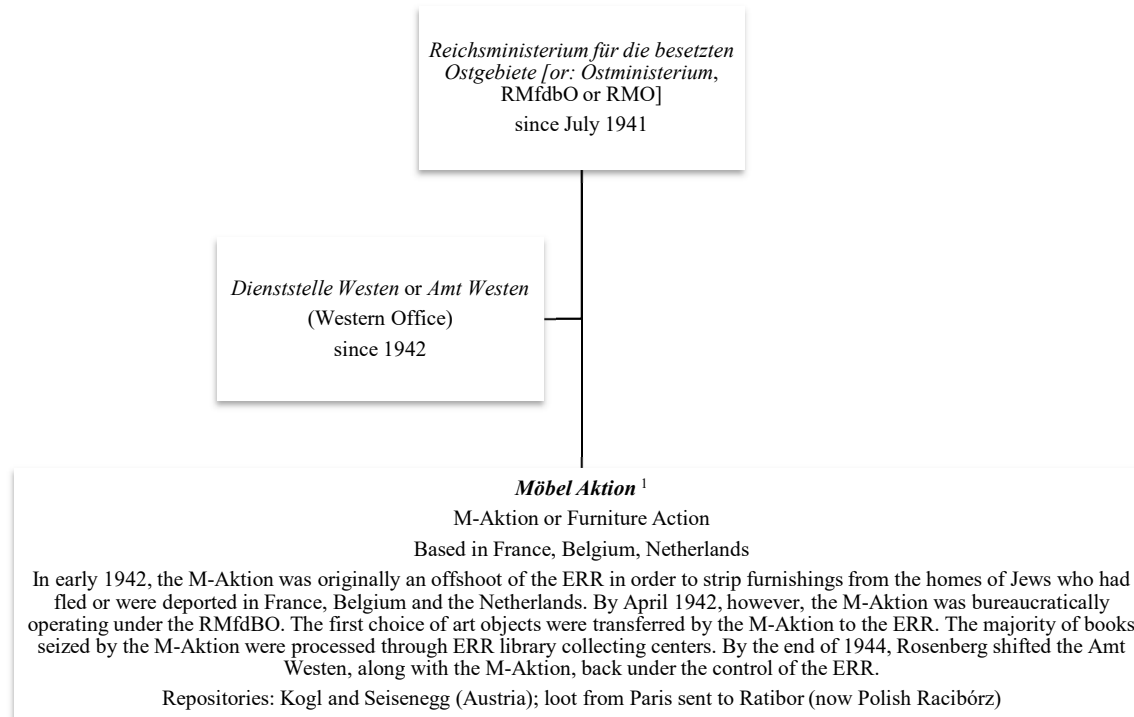 Reichsministerium für die besetzten
Ostgebiete [or: Ostministerium,
RMfdbO or RMO]
since July 1941
Dienststelle Westen or Amt Westen
(Western Office)
since 1942
Möbel Aktion 1
M-Aktion or Furniture Action
Based in France, Belgium, Netherlands
In early 1942, the M-Aktion was originally an offshoot of the ERR in order to strip furnishings from the homes of Jews who had
fled or were deported in France, Belgium and the Netherlands. By April 1942, however, the M-Aktion was bureaucratically
operating under the RMfdBO. The first choice of art objects were transferred by the M-Aktion to the ERR. The majority of books
seized by the M-Aktion were processed through ERR library collecting centers. By the end of 1944, Rosenberg shifted the Amt
Westen, along with the M-Aktion, back under the control of the ERR.
Repositories: Kogl and Seisenegg (Austria); loot from Paris sent to Ratibor (now Polish Racibórz)